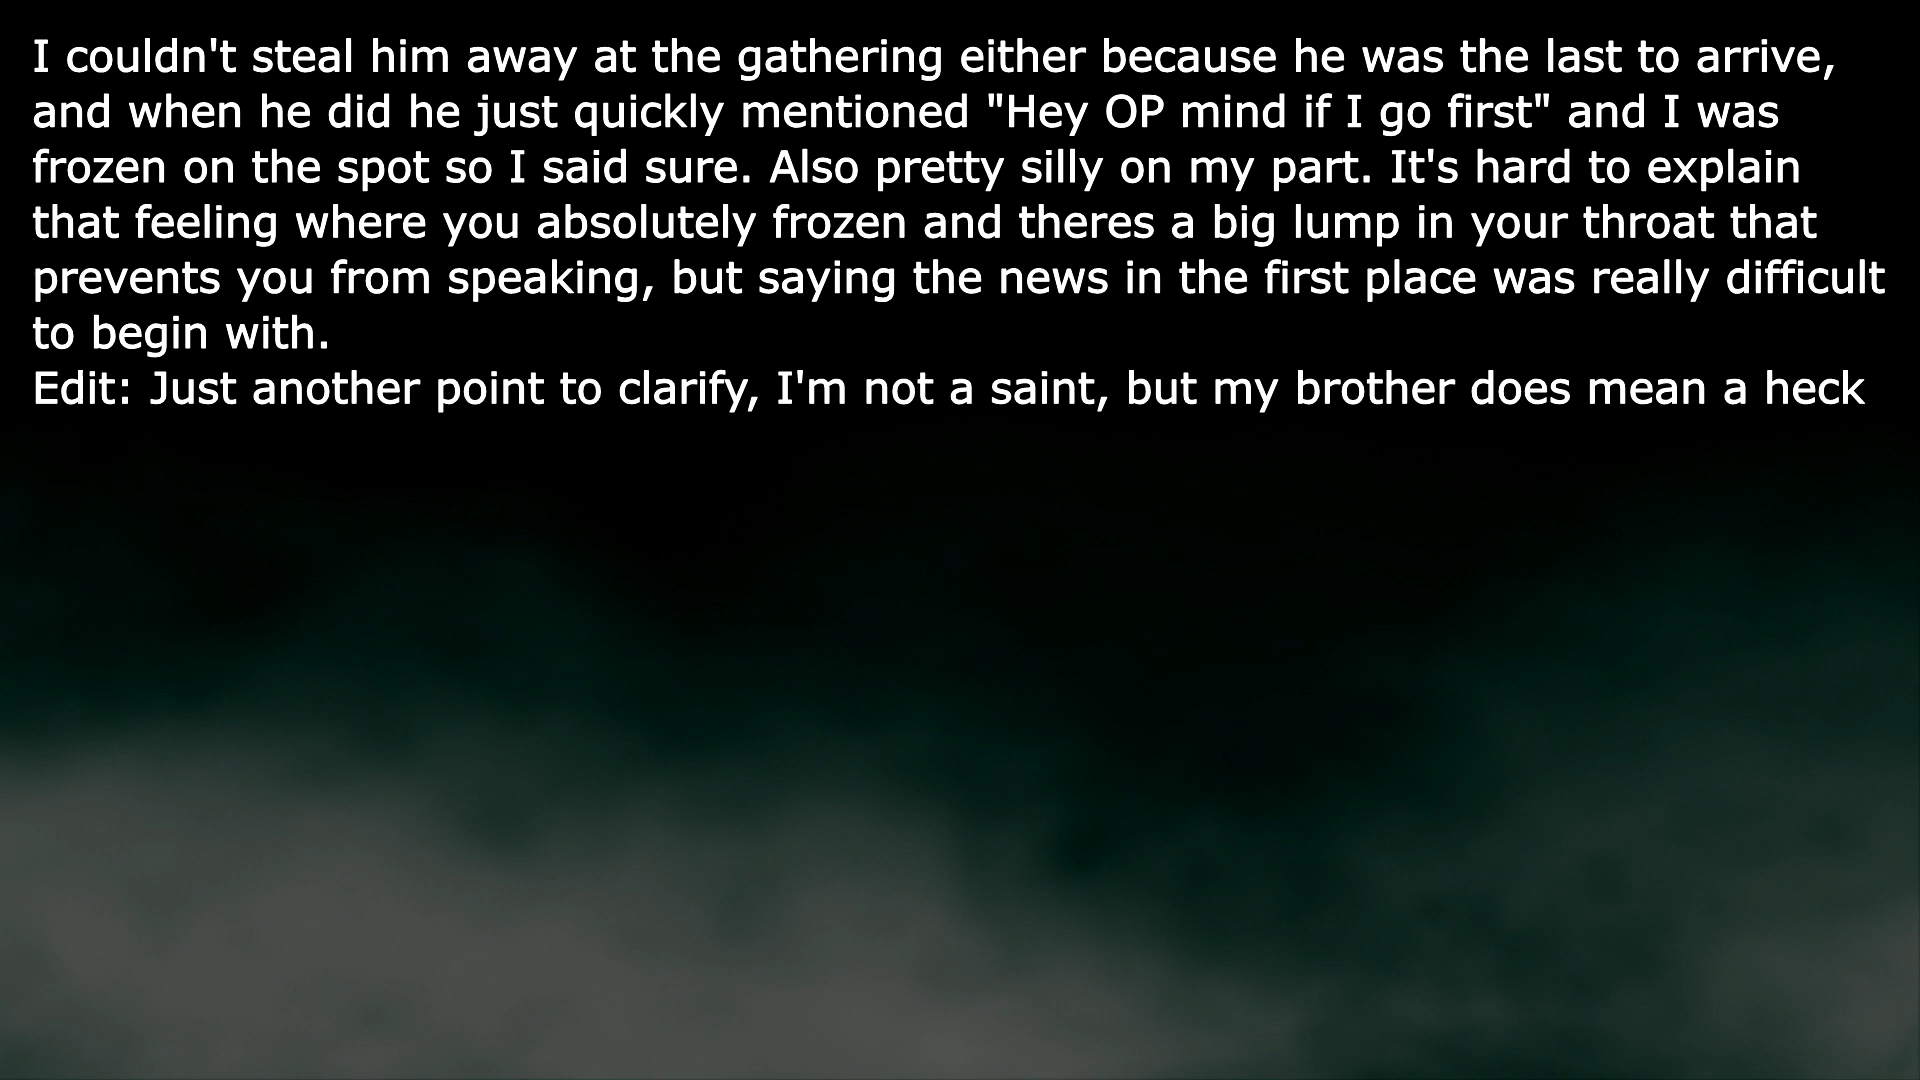 I couldn't steal him away at the gathering either because he was the last to arrive,
and when he did he just quickly mentioned "Hey OP mind if I go first" and I was
frozen on the spot so I said sure. Also pretty silly on my part. It's hard to explain
that feeling where you absolutely frozen and theres a big lump in your throat that
prevents you from speaking, but saying the news in the first place was really difficult
to begin with.
Edit: Just another point to clarify, I'm not a saint, but my brother does mean a heck